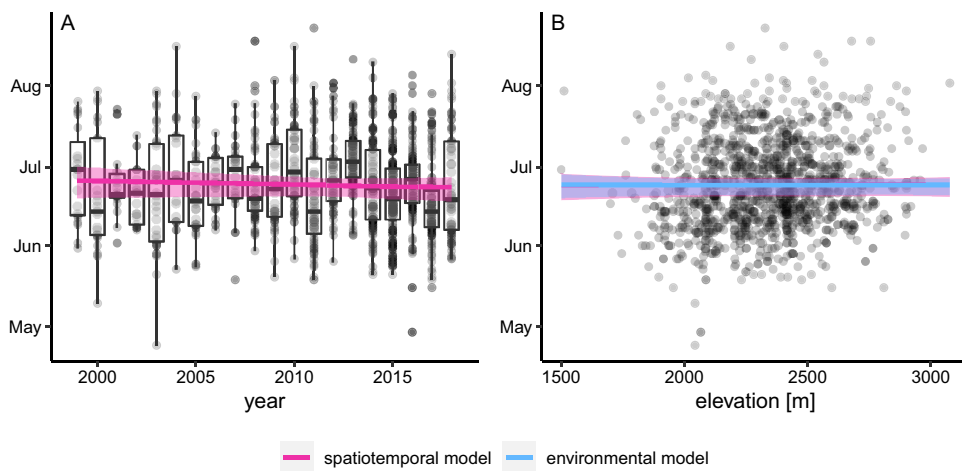 A
B
Aug
Jul
Jun
May
2000 2005 2010 2015
year
Aug
Jul
Jun
May
1500 2000 2500 3000
elevation [m]
spatiotemporal model environmental model